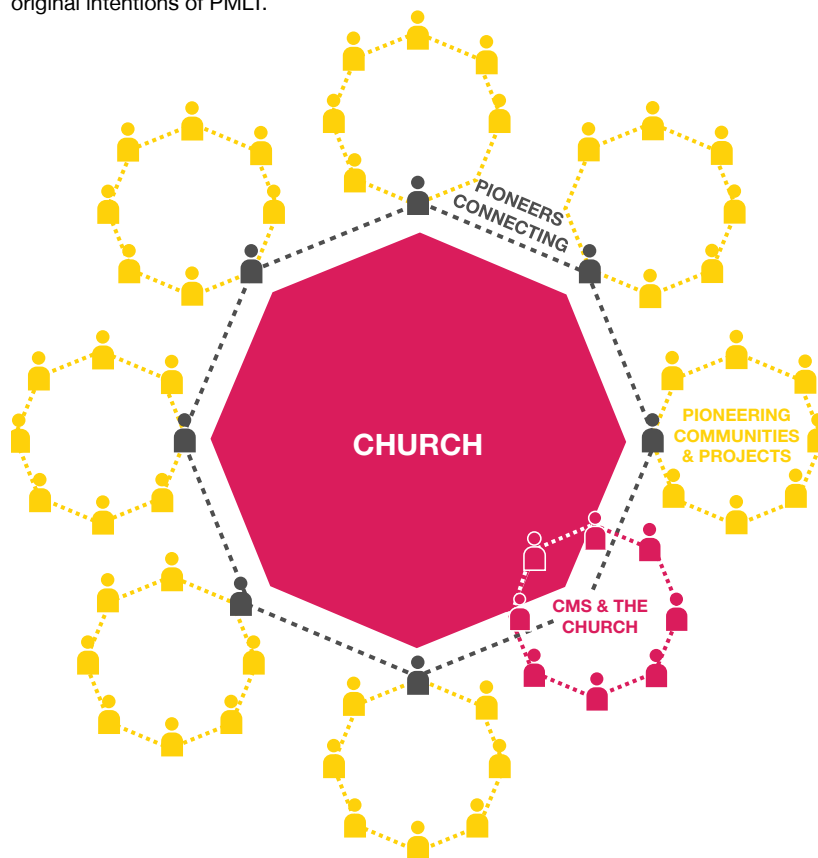 original intentions of PMLT.
PIONEERS
CONNECTING
CHURCH
PIONEERING
COMMUNITIES
& PROJECTS
CMS & THE
CHURCH